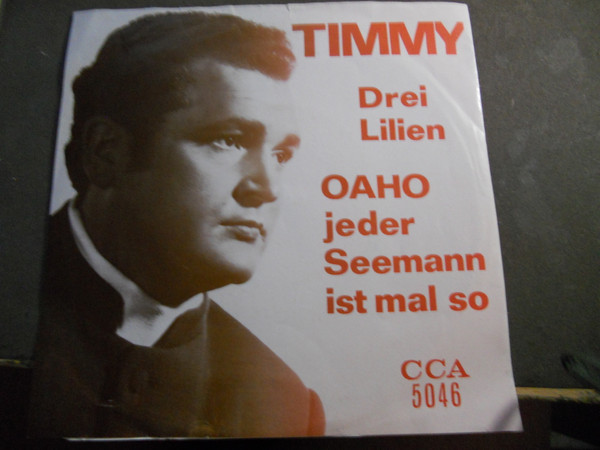 TIMMY
Drei
Lilien
OAHO
jeder
Seemann
ist mal so
CCA
5046